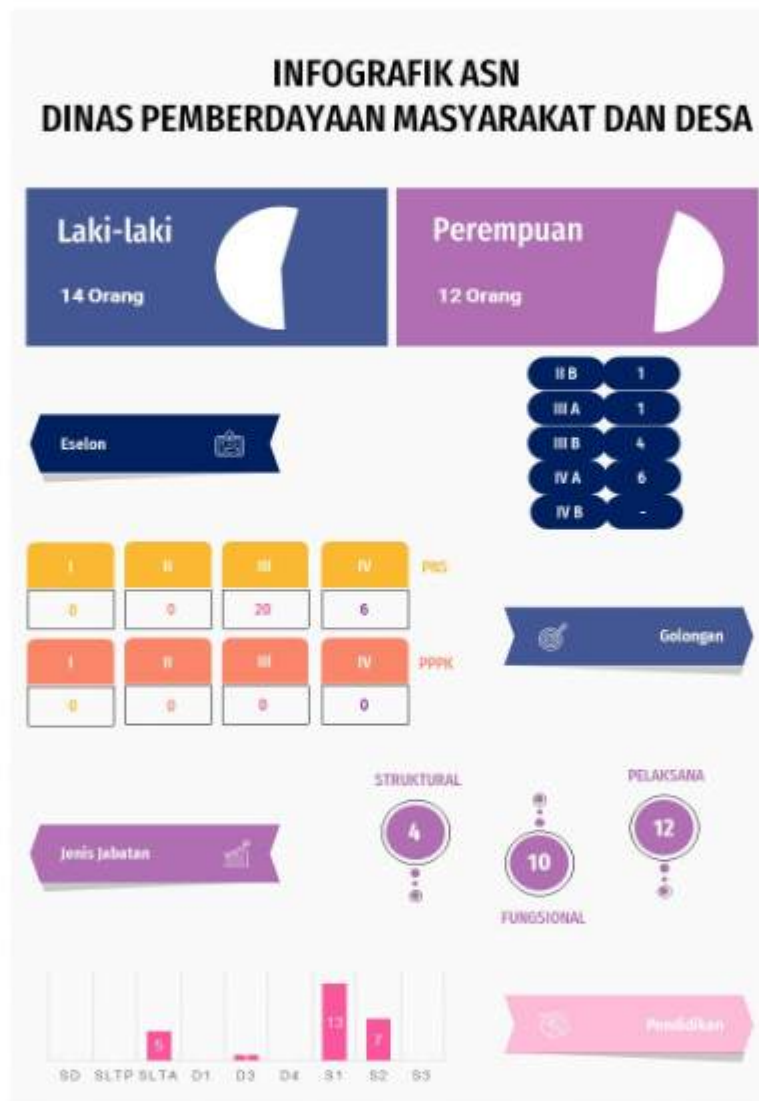 INFOGRAFIK ASN
DINAS PEMBERDAYAAN MASYARAKAT DAN DESA
Laki-laki
14 Orang
Perempuan
12 Orang
II B 1
III A 1
III B 4
IV A 6
IV B -
Eselon
I II III IV PNS
0 0 20 6
I II III IV PPPK
0 0 0 0
Golongan
STRUKTURAL
4
PELAKSANA
12
10
FUNGSIONAL
Jenis Jabatan
5
13
7
SD SLTP SLTA D1 D3 D4 S1 S2 S3
Pendidikan